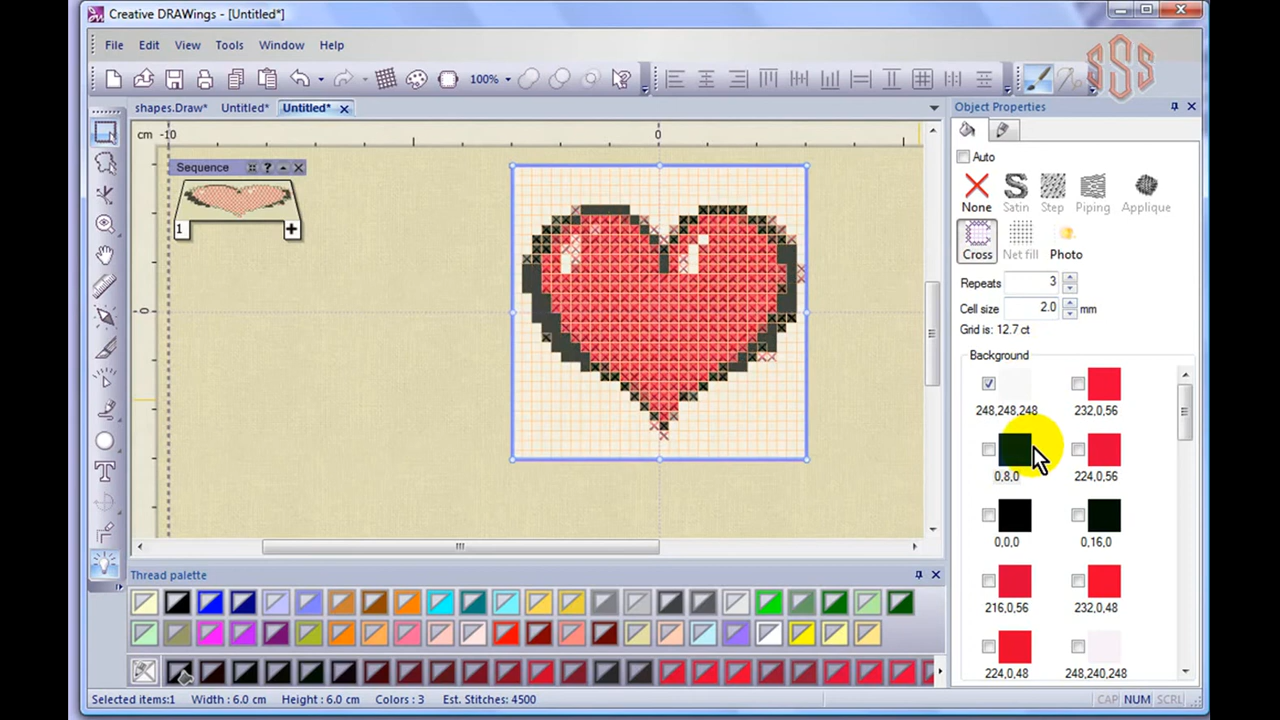 Creative DRAWings - [Untitled*]
File Edit View Tools Window Help
SSS
100%
shapes.Draw* Untitled* Untitled*
Object Properties
cm -10 0
Auto
Sequence
None Satin Step Piping Applique
1
Cross Net fill Photo
Repeats 3
Cell size 2.0 mm
0
Grid is: 12.7 ct
Background
248,248,248 232,0,56
0,8,0 224,0,56
0,0,0 0,16,0
216,0,56 232,0,48
224,0,48 248,240,248
Thread palette
Selected items:1 Width : 6.0 cm Height : 6.0 cm Colors : 3 Est. Stitches: 4500
CAP NUM SCRL